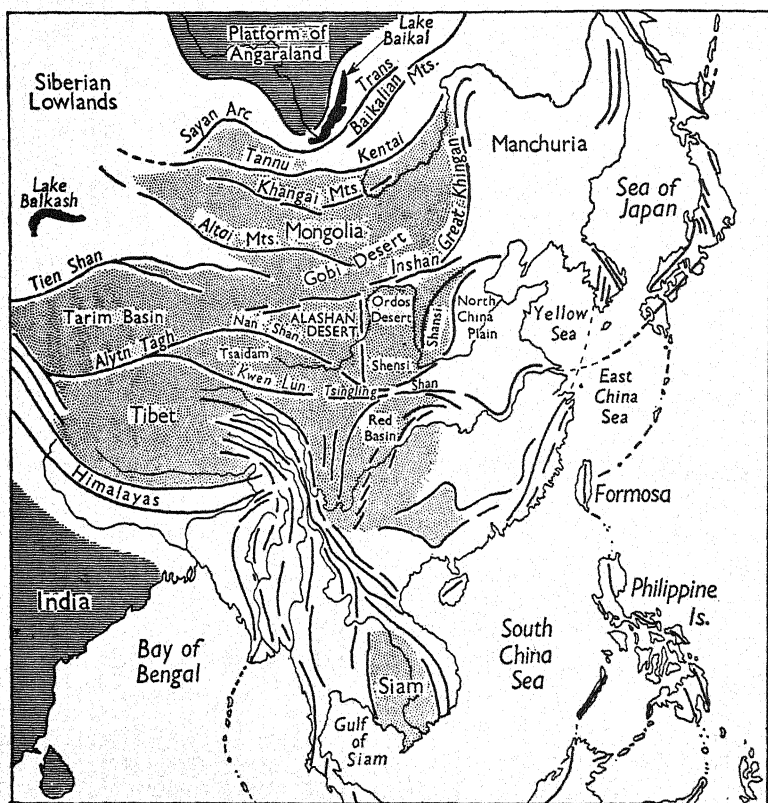 Lake
Baikal
Platform of
Angaraland
Siberian
Lowlands
Trans
Baikalian Mts.
Sayan Arc
Tannu
Kentai
Khangai Mts.
Great Khingan
Manchuria
Lake
Balkash
Sea of
Japan
Altai Mts.
Mongolia
Gobi Desert
Inshan
Tien Shan
Tarim Basin
Nan Shan
ALASHAN
DESERT
Ordos
Desert
Shansi
North
China
Plain
Yellow
Sea
Alytn Tagh
Tsaidam
Shensi
Kwen Lun
Tsingling Shan
East
China
Sea
Tibet
Red
Basin
Himalayas
Formosa
India
Philippine
Is.
Bay of
Bengal
South
China
Sea
Siam
Gulf
of
Siam